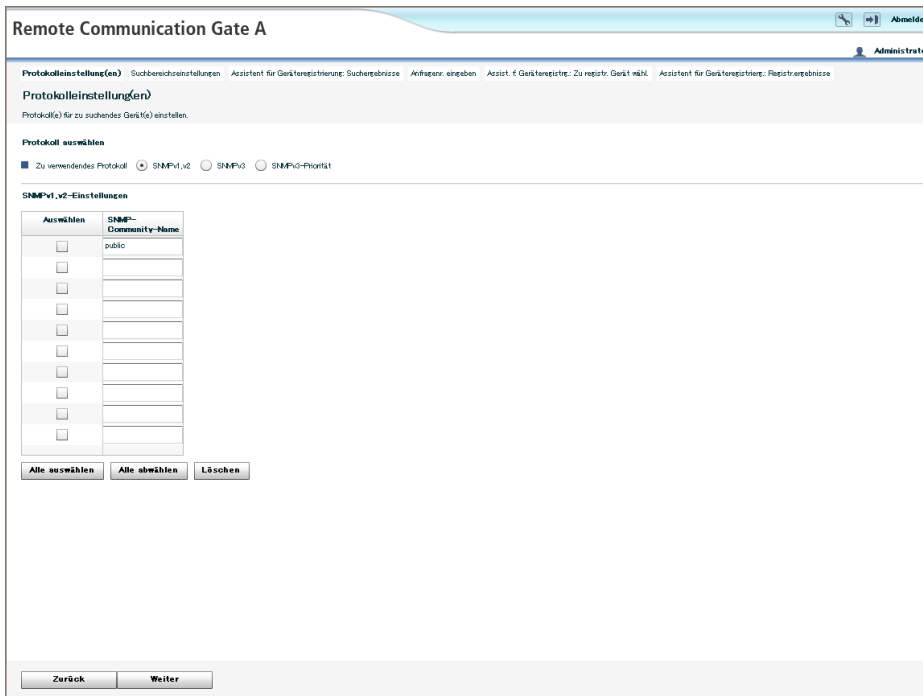 Remote Communication Gate A
Abmelde
Administrato
Protokolleinstellung(en) Suchbereichseinstellungen Assistent für Geräteregistrierung: Suchergebnisse Anfragenr. eingeben Assist. f. Geräteregistrg.: Zu registr. Gerät wähl. Assistent für Geräteregistrierg.: Registr.ergebnisse
Protokolleinstellung(en)
Protokoll(e) für zu suchendes Gerät(e) einstellen.
Protokoll auswählen
Zu verwendendes Protokoll SNMPv1,v2 SNMPv3 SNMPv3-Priorität
SNMPv1,v2-Einstellungen
Auswählen SNMP-
Community-Name
public
Alle auswählen Alle abwählen Löschen
Zurück Weiter